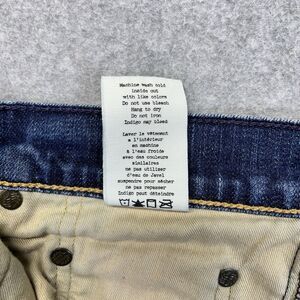 Machine wash cold
inside out
with like colors
Do not use bleach
Hang to dry
Do not iron
Indigo may bleed
Laver le vêtement
à l'intérieur
en machine
à l'eau froide
avec des couleurs
similaires
ne pas utiliser
d'eau de Javel
suspendre pour sécher
ne pas repasser
Indigo peut déteindre